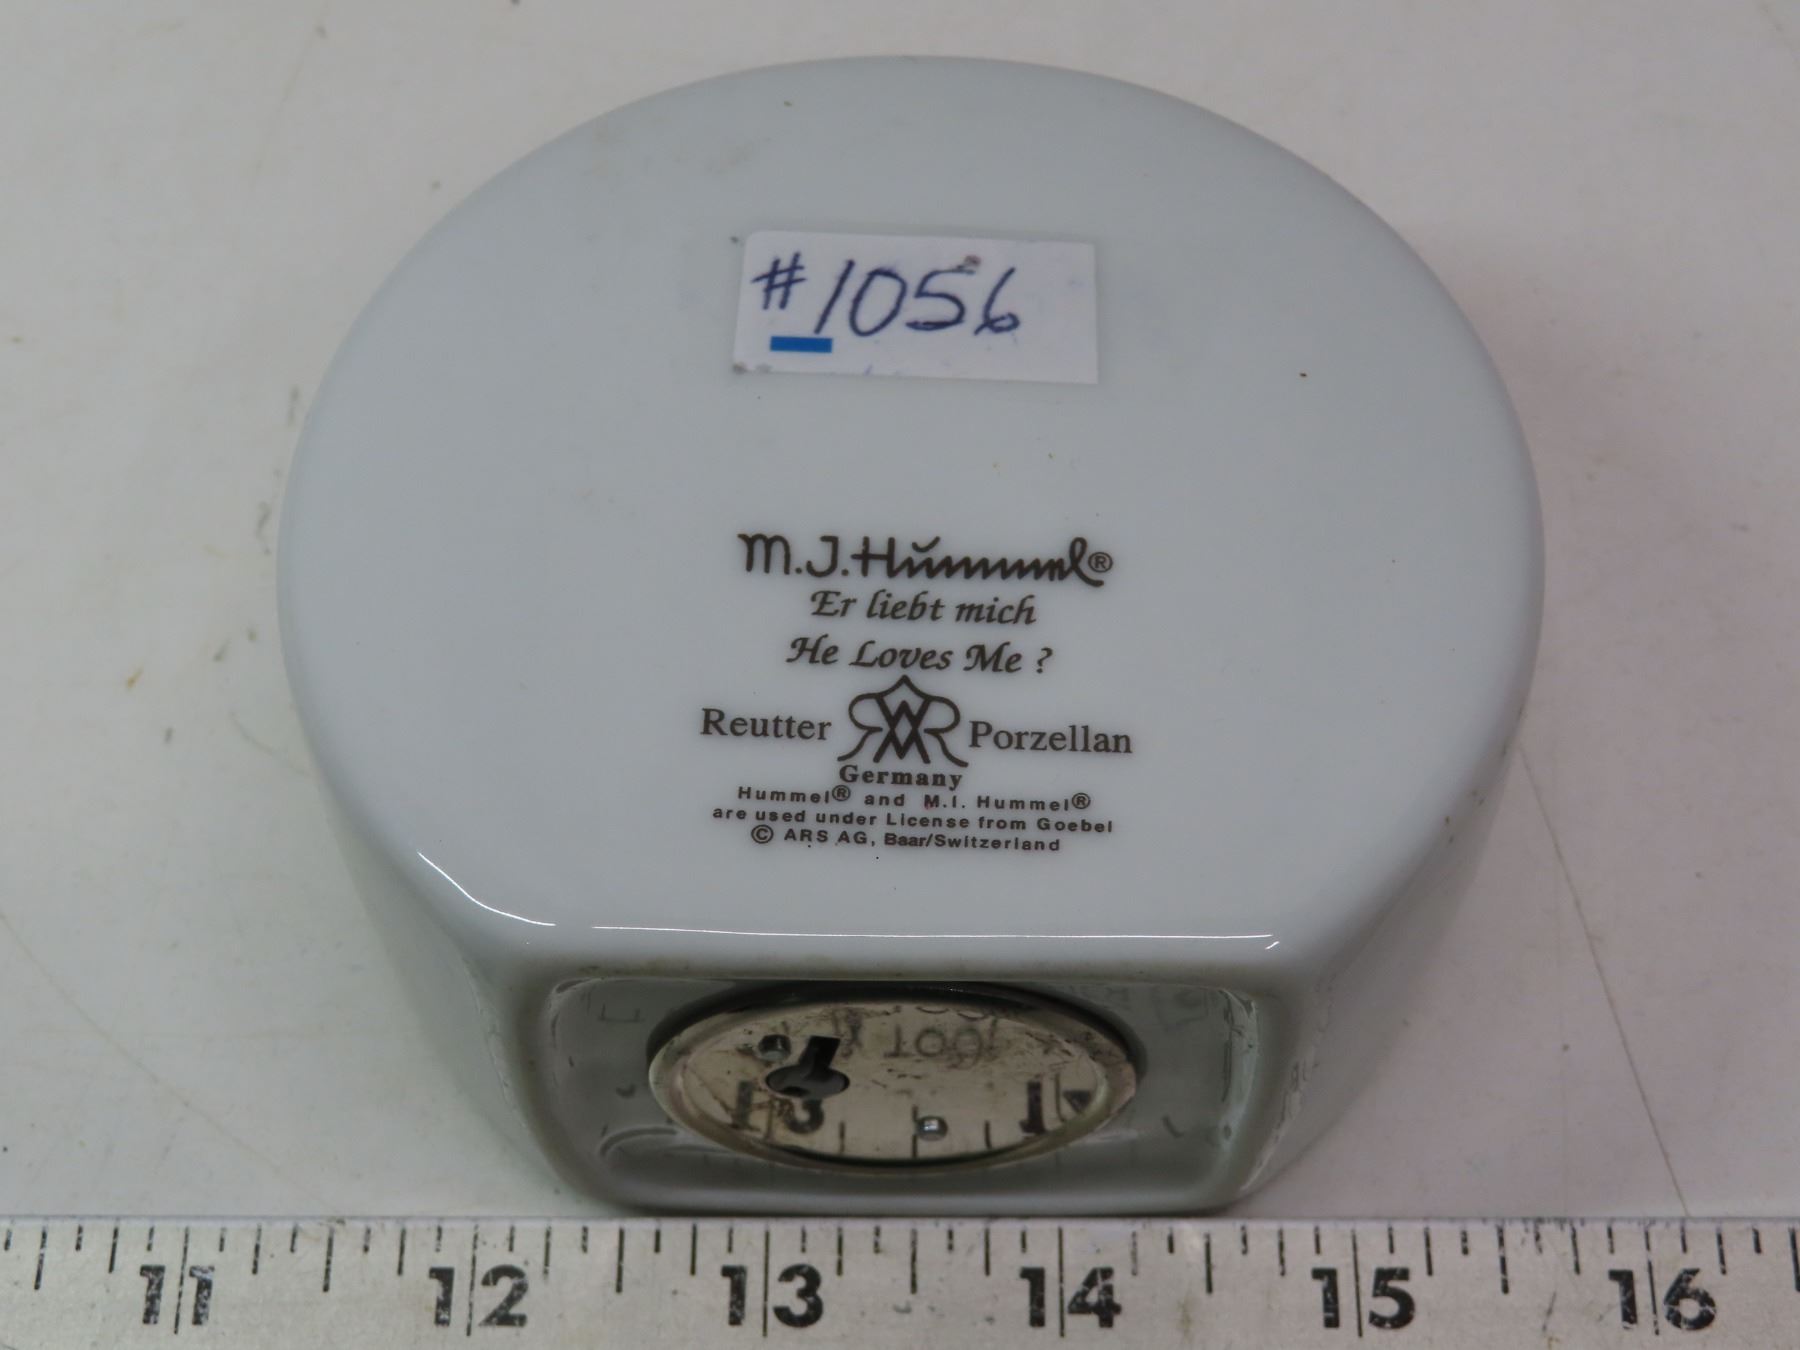 #1056
M.J.Hummel®
Er liebt mich
He Loves Me ?
Reutter Porzellan
Germany
Hummel® and M.I. Hummel®
are used under License from Goebel
© ARS AG, Baar/Switzerland
11 12 13 14 15 16